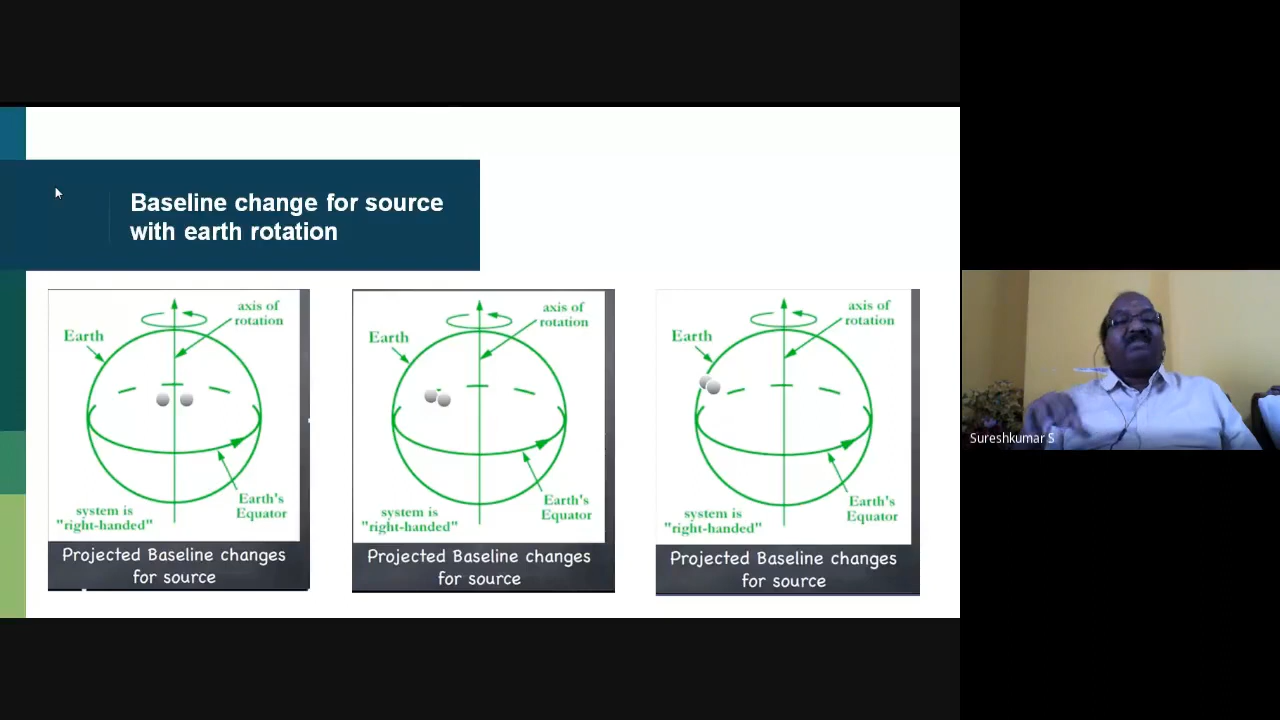 Baseline change for source
with earth rotation
axis of
rotation
Earth
Earth's
Equator
system is
"right-handed"
Projected Baseline changes
for source
axis of
rotation
Earth
Earth's
Equator
system is
"right-handed"
Projected Baseline changes
for source
axis of
rotation
Earth
Earth's
Equator
system is
"right-handed"
Projected Baseline changes
for source
Sureshkumar S